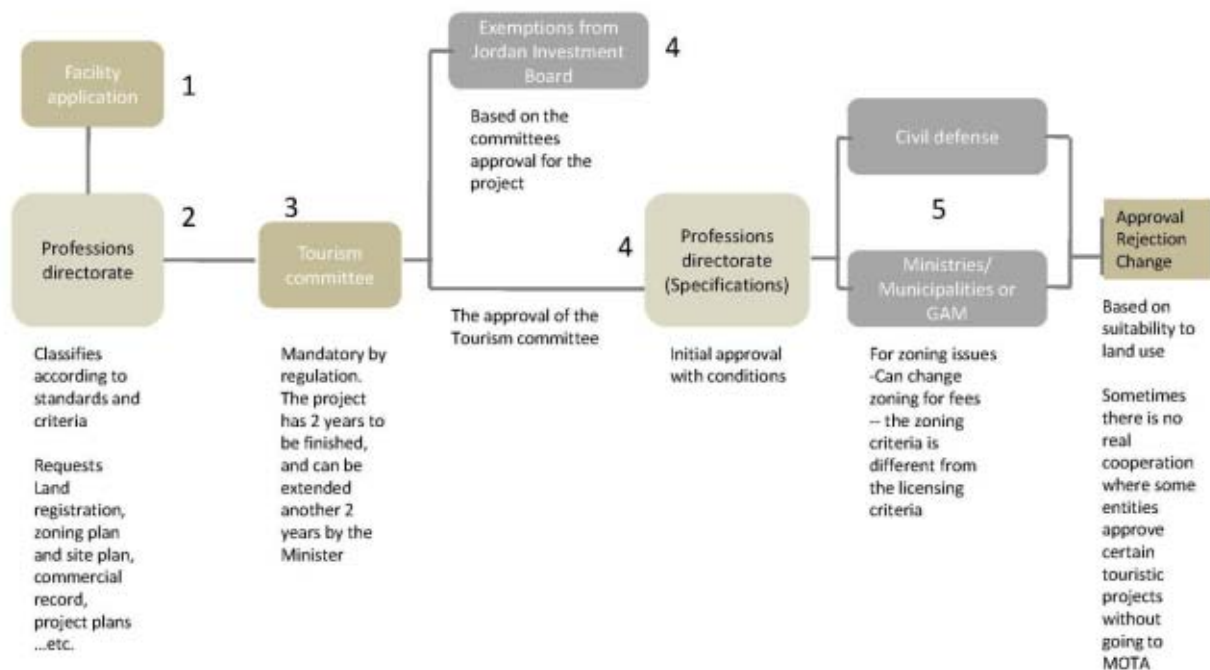 Facility
application
1
Professions
directorate
2
Classifies
according to
standards and
criteria
Requests
Land
registration,
zoning plan
and site plan,
commercial
record,
project plans
...etc.
3
Tourism
committee
Mandatory by
regulation.
The project
has 2 years to
be finished,
and can be
extended
another 2
years by the
Minister
Exemptions from
Jordan Investment
Board
4
Based on the
committees
approval for the
project
The approval of the
Tourism committee
4
Professions
directorate
(Specifications)
Initial approval
with conditions
Civil defense
5
Ministries/
Municipalities or
GAM
For zoning issues
-Can change
zoning for fees
-- the zoning
criteria is
different from
the licensing
criteria
Approval
Rejection
Change
Based on
suitability to
land use
Sometimes
there is no
real
cooperation
where some
entities
approve
certain
touristic
projects
without
going to
MOTA